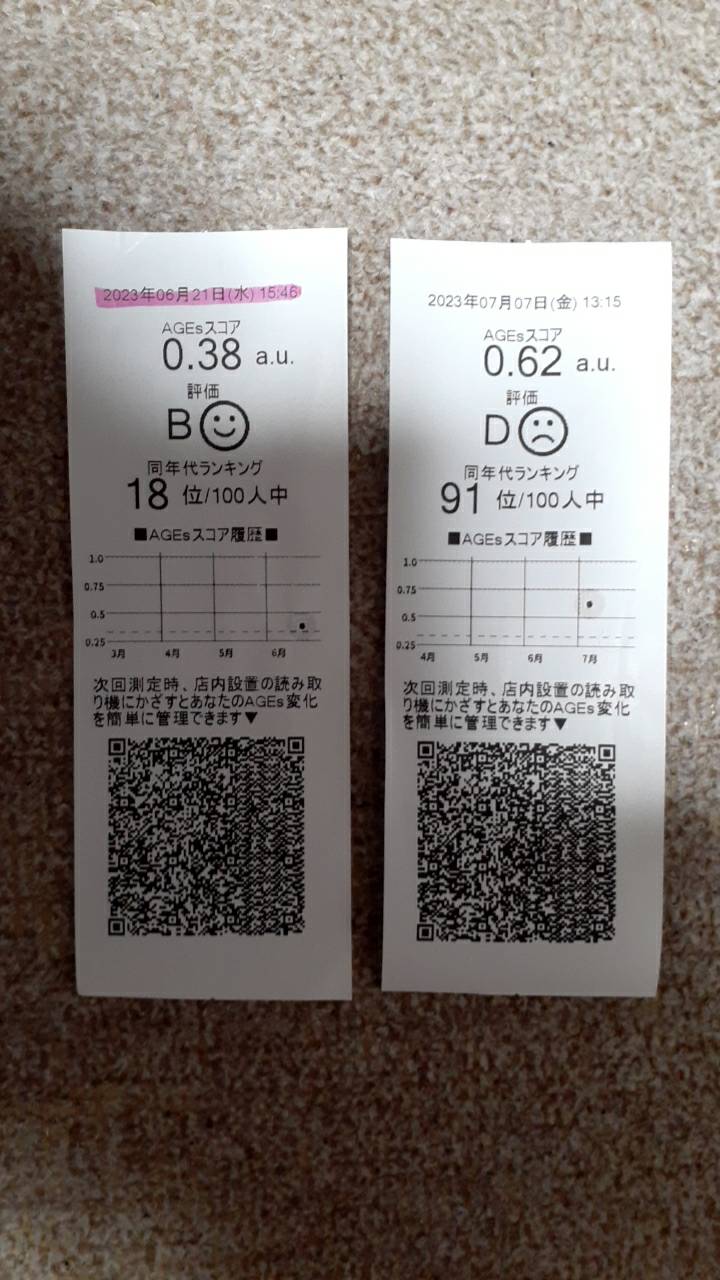 2023年06月21日(水) 15:46
AGEsスコア
0.38 a.u.
評価
B
同年代ランキング
18 位/100人中
■AGEsスコア履歴■
1.0
0.75
0.5
0.25
3月 4月 5月 6月
次回測定時、店内設置の読み取
り機にかざすとあなたのAGEs変化
を簡単に管理できます▼
2023年07月07日(金) 13:15
AGEsスコア
0.62 a.u.
評価
D
同年代ランキング
91 位/100人中
■AGEsスコア履歴■
1.0
0.75
0.5
0.25
4月 5月 6月 7月
次回測定時、店内設置の読み取
り機にかざすとあなたのAGEs変化
を簡単に管理できます▼